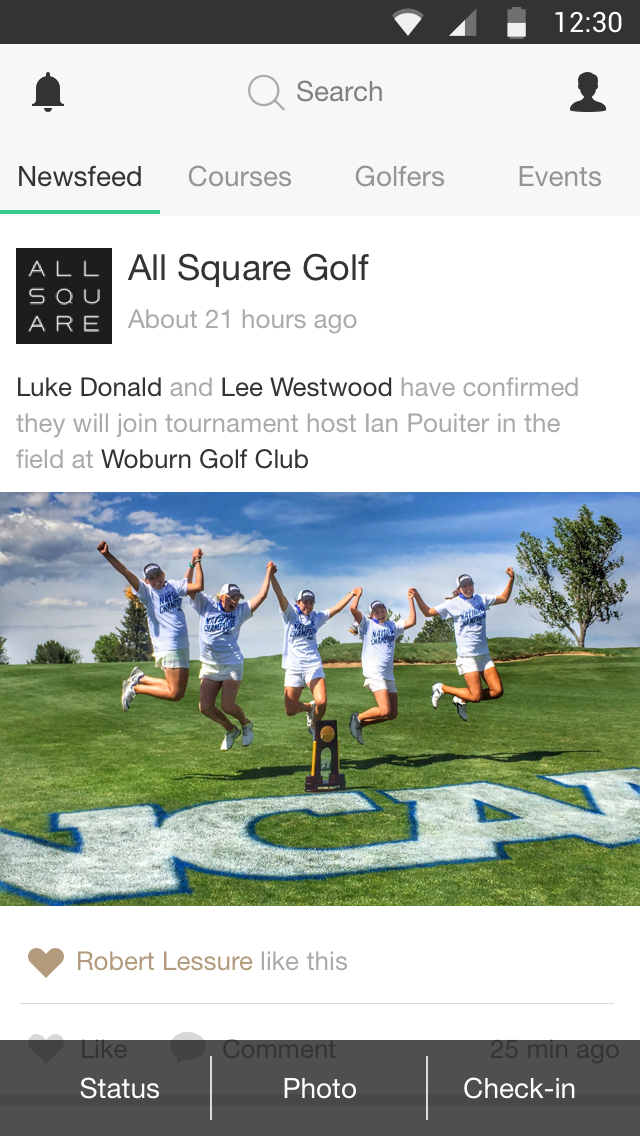 12:30
Search
Newsfeed Courses Golfers Events
ALL
SQU
ARE
All Square Golf
About 21 hours ago
Luke Donald and Lee Westwood have confirmed
they will join tournament host Ian Pouiter in the
field at Woburn Golf Club
NATIONAL
CHAMPIONS
NCAA
Robert Lessure like this
Like Comment 25 min ago
Status Photo Check-in